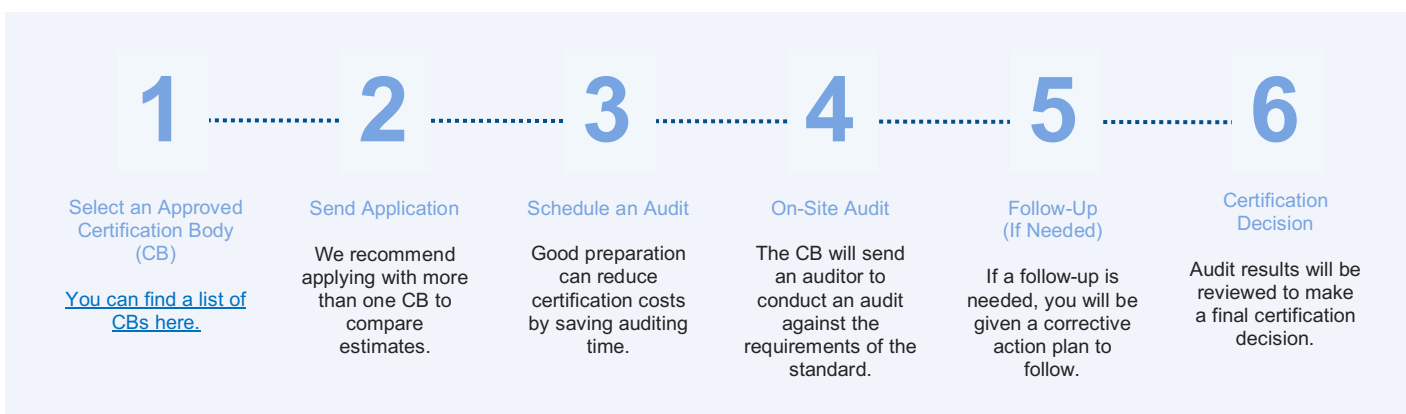 1
Select an Approved
Certification Body
(CB)
You can find a list of
CBs here.
2
Send Application
We recommend
applying with more
than one CB to
compare
estimates.
3
Schedule an Audit
Good preparation
can reduce
certification costs
by saving auditing
time.
4
On-Site Audit
The CB will send
an auditor to
conduct an audit
against the
requirements of the
standard.
5
Follow-Up
(If Needed)
If a follow-up is
needed, you will be
given a corrective
action plan to
follow.
6
Certification
Decision
Audit results will be
reviewed to make
a final certification
decision.